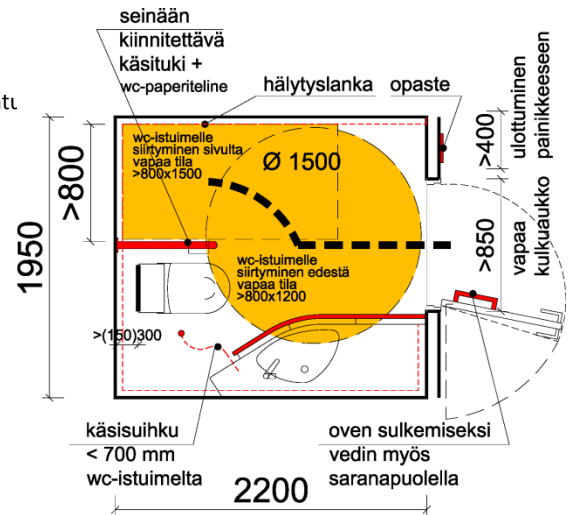 seinään
kiinnitettävä
käsituki +
wc-paperiteline
hälytyslanka
opaste
wc-istuimelle
siirtyminen sivulta
vapaa tila
>800x1500
Ø 1500
>400
ulottuminen
painikkeeseen
>800
1950
>850
vapaa
kulkuaukko
wc-istuimelle
siirtyminen edestä
vapaa tila
>800x1200
>(150)300
käsisuihku
< 700 mm
wc-istuimelta
oven sulkemiseksi
vedin myös
saranapuolella
2200